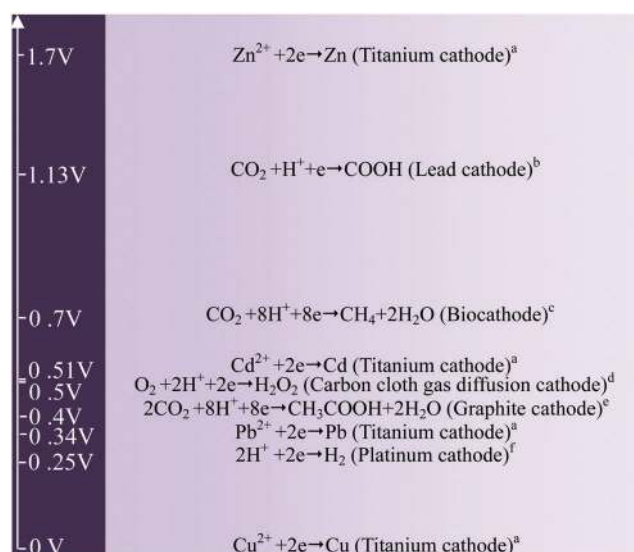 1.7V Zn²⁺ +2e→Zn (Titanium cathode)ᵃ
1.13V CO₂ +H⁺+e→COOH (Lead cathode)ᵇ
0 .7V CO₂ +8H⁺+8e→CH₄+2H₂O (Biocathode)ᶜ
0.51V Cd²⁺ +2e→Cd (Titanium cathode)ᵃ
0.5V O₂ +2H⁺+2e→H₂O₂ (Carbon cloth gas diffusion cathode)ᵈ
0.4V 2CO₂ +8H⁺+8e→CH₃COOH+2H₂O (Graphite cathode)ᵉ
0.34V Pb²⁺ +2e→Pb (Titanium cathode)ᵃ
0 .25V 2H⁺ +2e→H₂ (Platinum cathode)ᶠ
0 V Cu²⁺ +2e→Cu (Titanium cathode)ᵃ